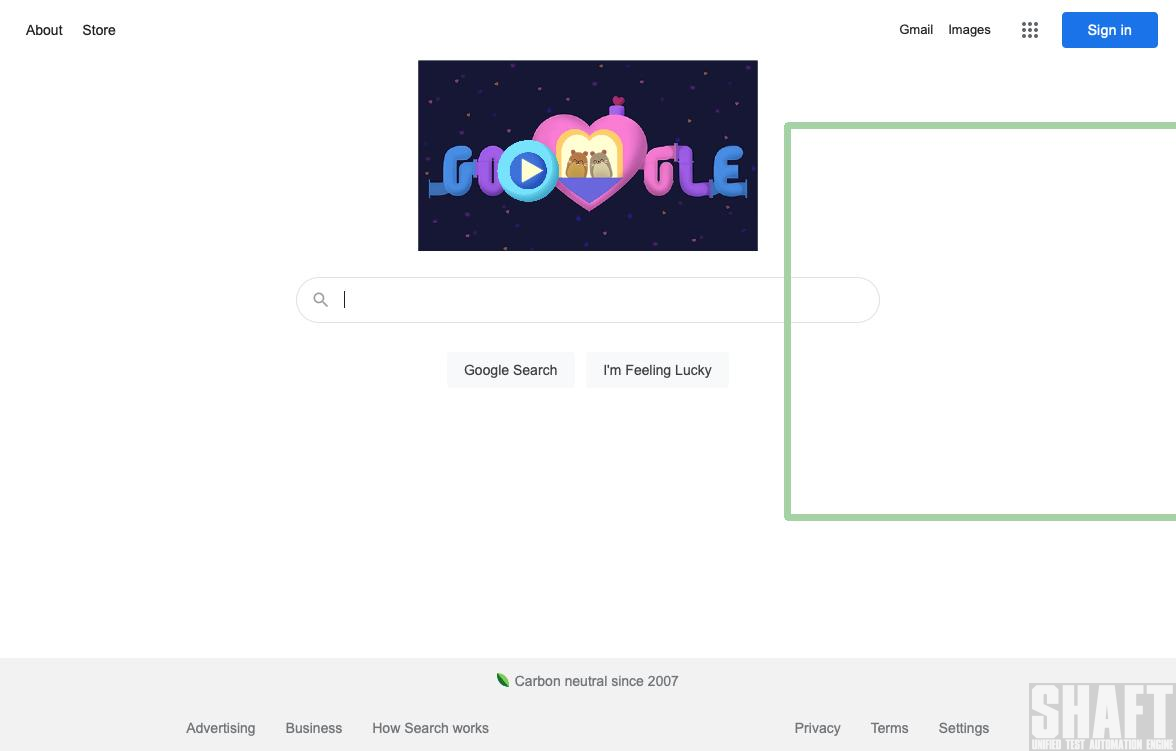 About Store Gmail Images Sign in
GOOGLE
Google Search I'm Feeling Lucky
Carbon neutral since 2007
Advertising Business How Search works Privacy Terms Settings
SHAFT
UNIFIED TEST AUTOMATION ENGINE